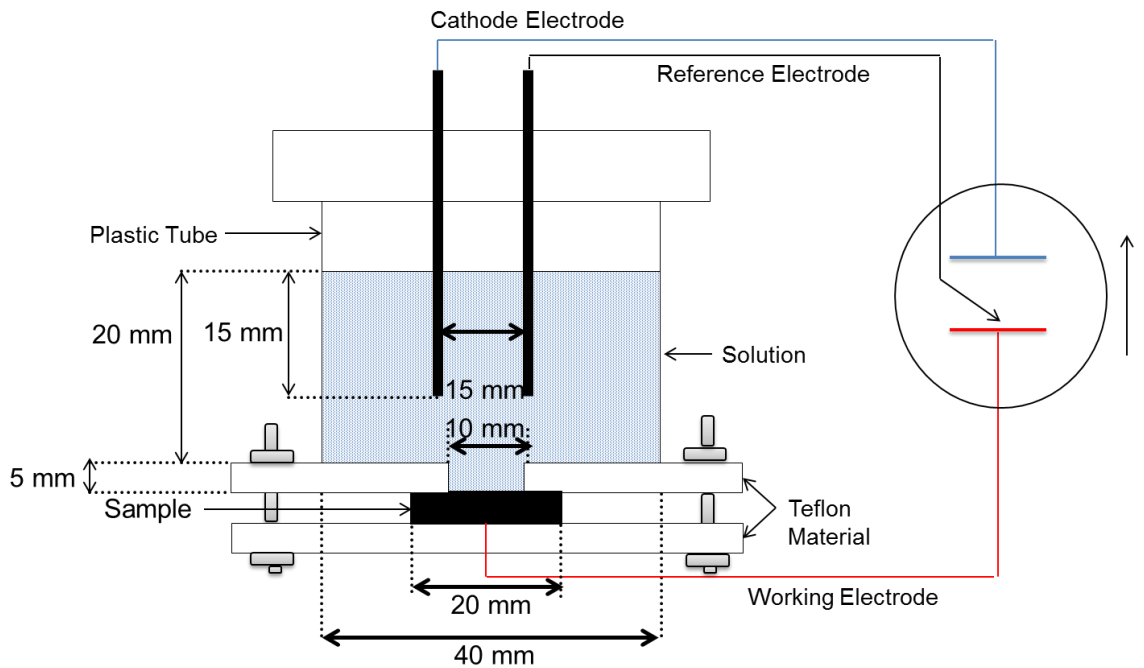 Cathode Electrode
Reference Electrode
Plastic Tube
20 mm
15 mm
Solution
15 mm
10 mm
5 mm
Sample
Teflon
Material
20 mm
Working Electrode
40 mm